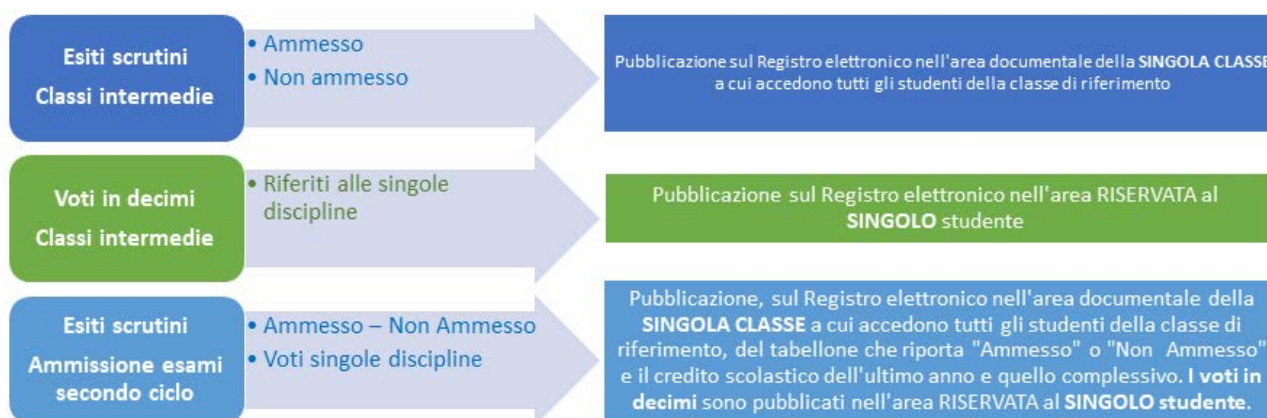 Esiti scrutini
Classi intermedie
• Ammesso
• Non ammesso
Pubblicazione sul Registro elettronico nell'area documentale della SINGOLA CLASSE
a cui accedono tutti gli studenti della classe di riferimento
Voti in decimi
Classi intermedie
• Riferiti alle singole
discipline
Pubblicazione sul Registro elettronico nell'area RISERVATA al
SINGOLO studente
Esiti scrutini
Ammissione esami
secondo ciclo
• Ammesso – Non Ammesso
• Voti singole discipline
Pubblicazione, sul Registro elettronico nell'area documentale della
SINGOLA CLASSE a cui accedono tutti gli studenti della classe di
riferimento, del tabellone che riporta "Ammesso" o "Non Ammesso"
e il credito scolastico dell'ultimo anno e quello complessivo. I voti in
decimi sono pubblicati nell'area RISERVATA al SINGOLO studente.